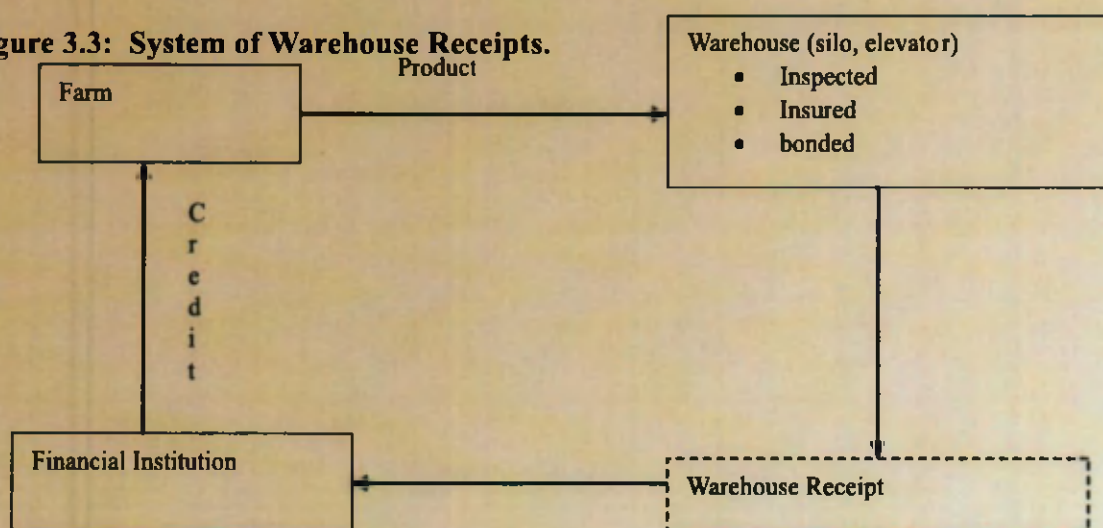 gure 3.3: System of Warehouse Receipts.
Product
Farm
Warehouse (silo, elevator)
• Inspected
• Insured
• bonded
C
r
e
d
i
t
Financial Institution
Warehouse Receipt